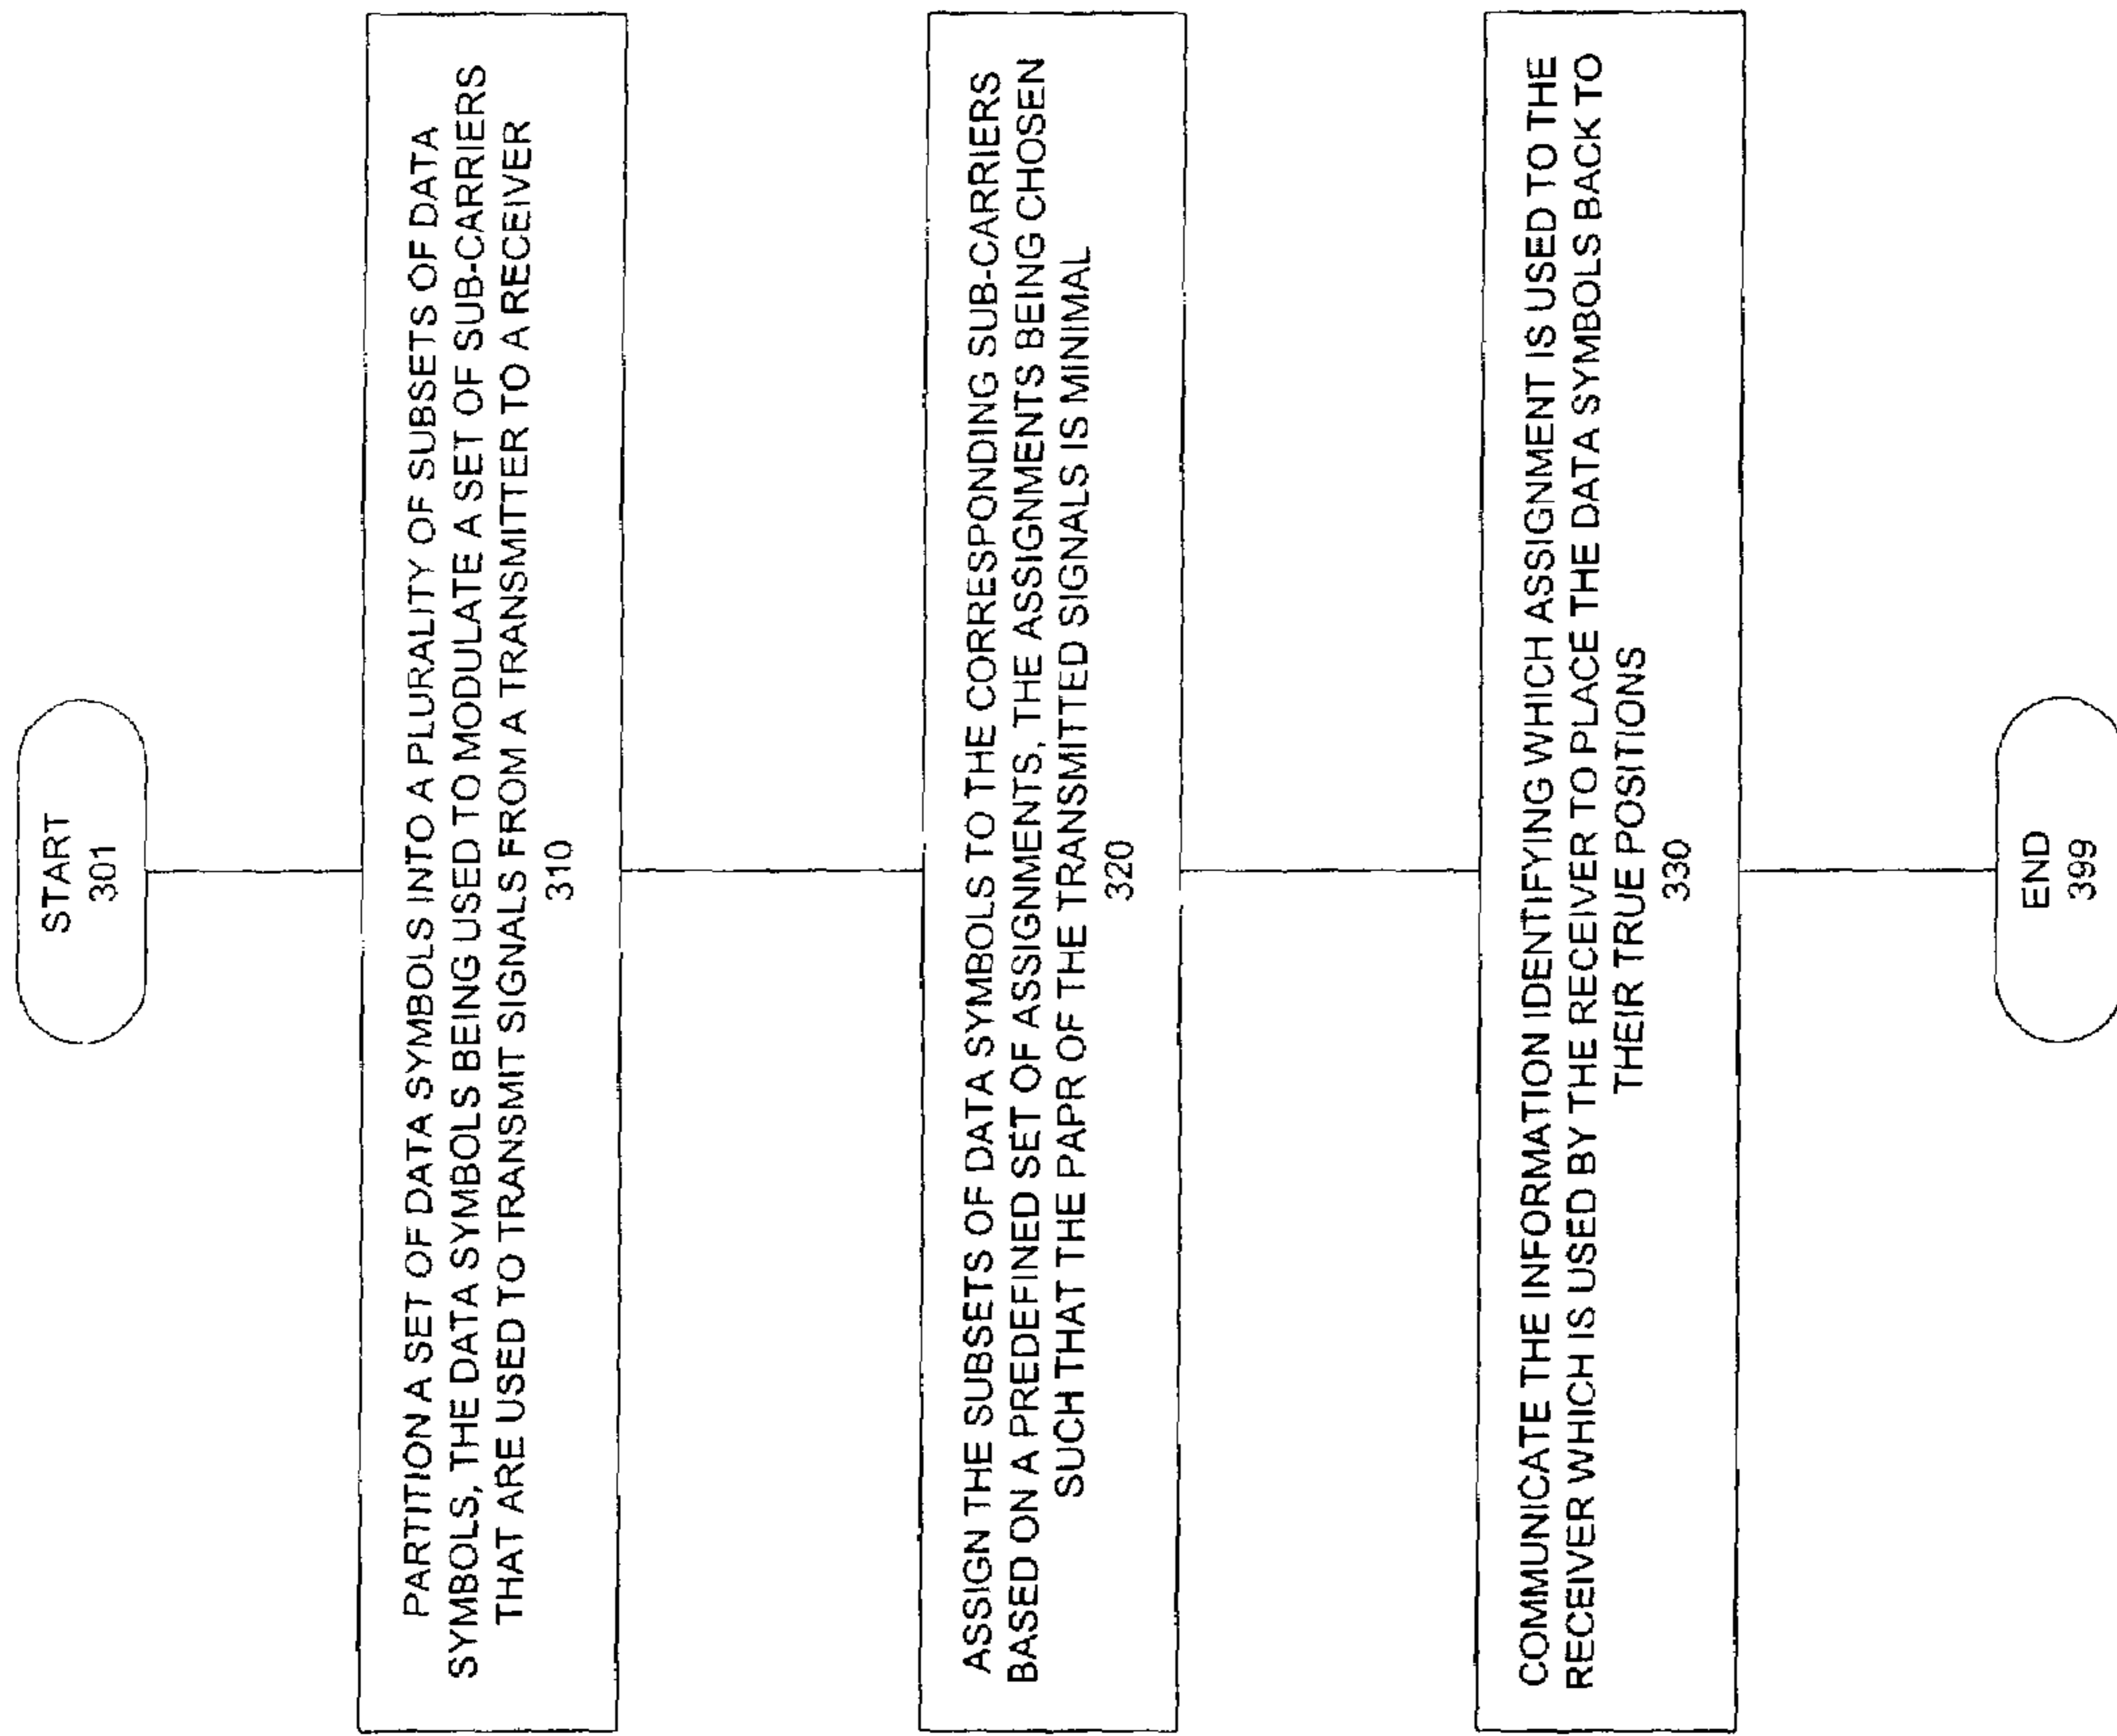 START
301
PARTITION A SET OF DATA SYMBOLS INTO A PLURALITY OF SUBSETS OF DATA
SYMBOLS, THE DATA SYMBOLS BEING USED TO MODULATE A SET OF SUB-CARRIERS
THAT ARE USED TO TRANSMIT SIGNALS FROM A TRANSMITTER TO A RECEIVER
310
ASSIGN THE SUBSETS OF DATA SYMBOLS TO THE CORRESPONDING SUB-CARRIERS
BASED ON A PREDEFINED SET OF ASSIGNMENTS, THE ASSIGNMENTS BEING CHOSEN
SUCH THAT THE PAPR OF THE TRANSMITTED SIGNALS IS MINIMAL
320
COMMUNICATE THE INFORMATION IDENTIFYING WHICH ASSIGNMENT IS USED TO THE
RECEIVER WHICH IS USED BY THE RECEIVER TO PLACE THE DATA SYMBOLS BACK TO
THEIR TRUE POSITIONS
330
END
399